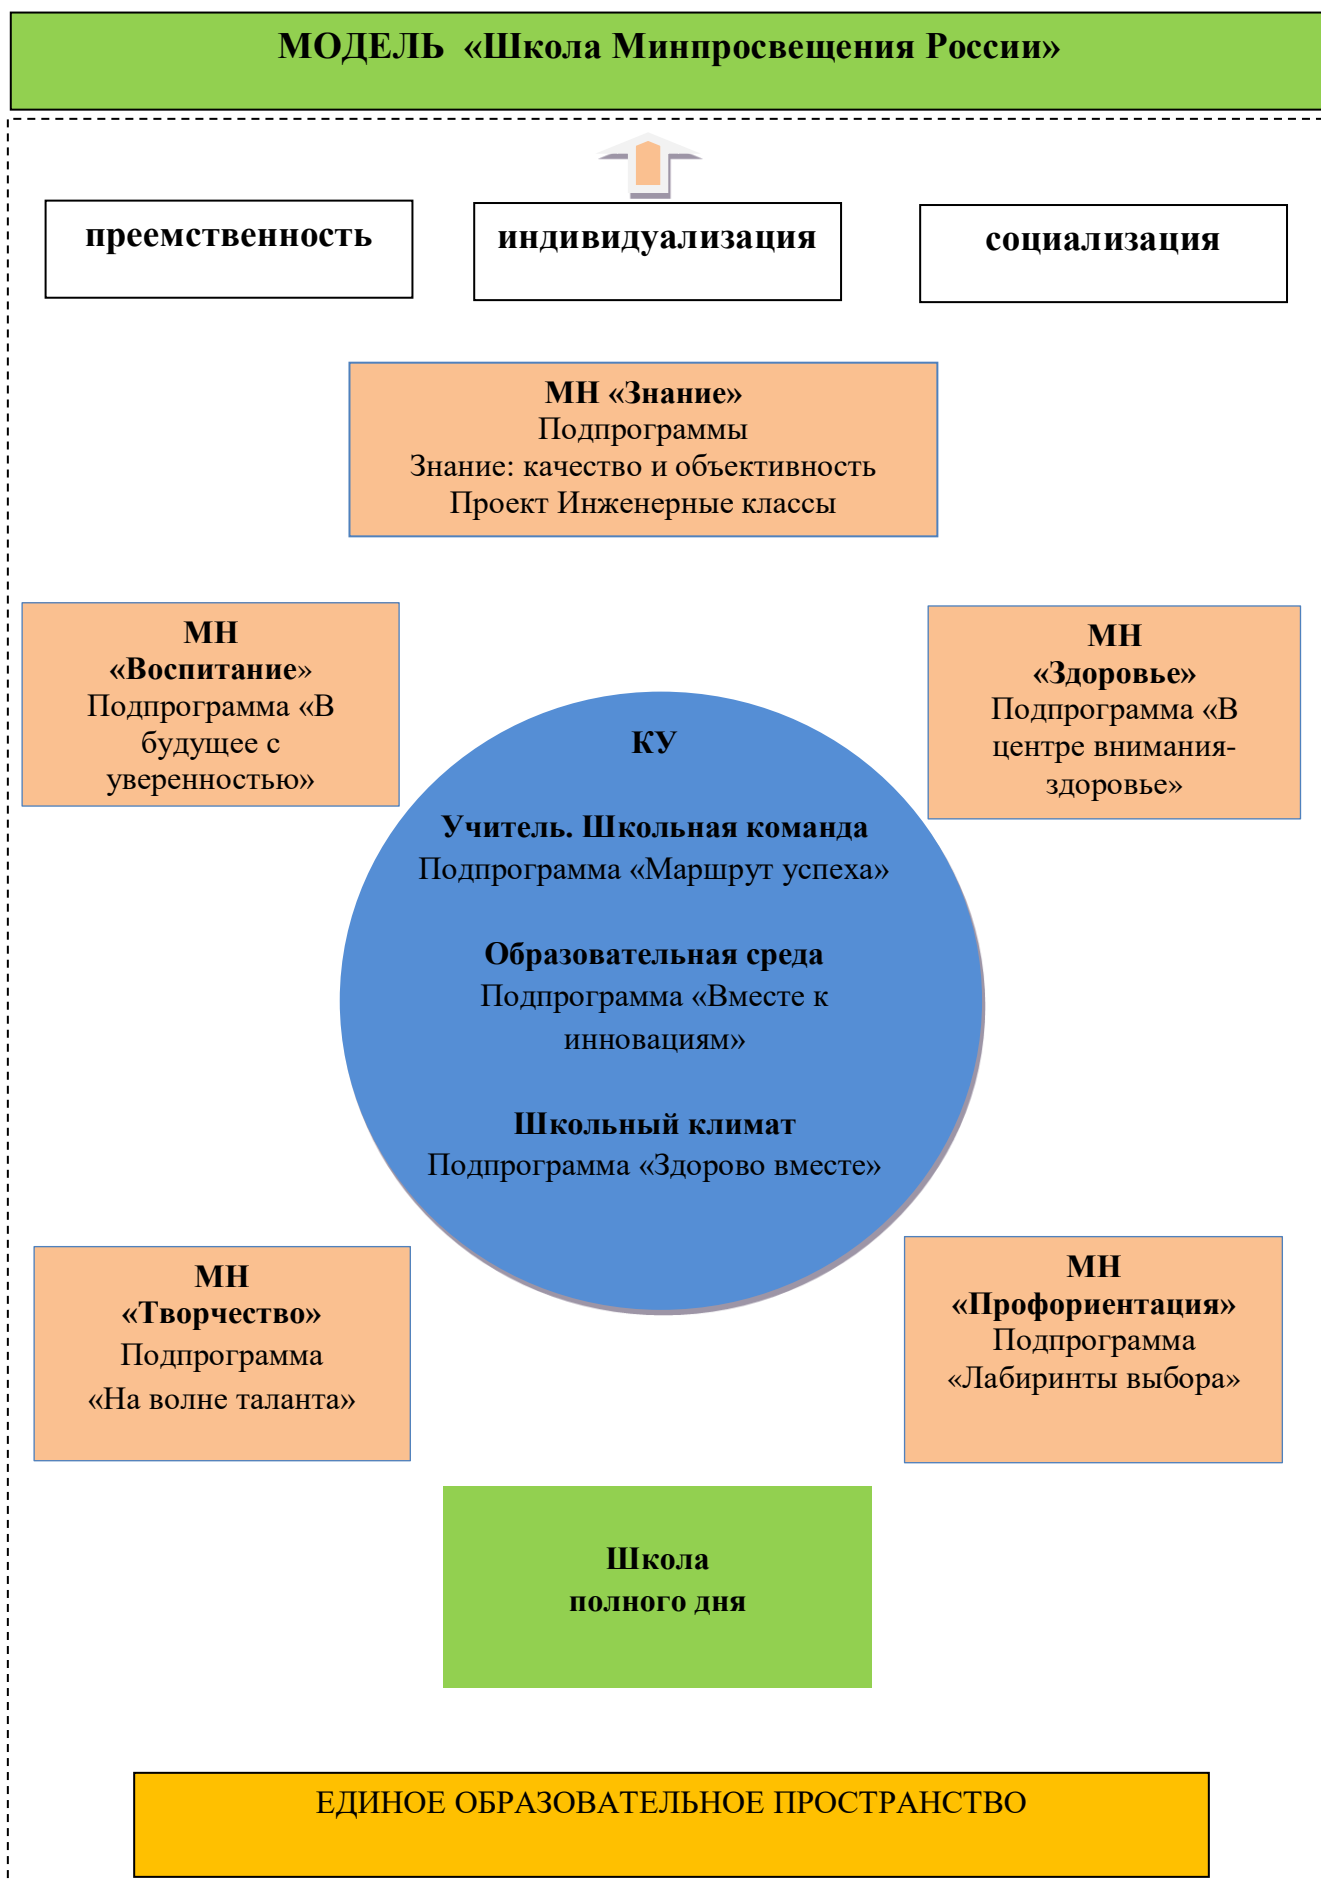 МОДЕЛЬ «Школа Минпросвещения России»
преемственность
индивидуализация
социализация
МН «Знание»
Подпрограммы
Знание: качество и объективность
Проект Инженерные классы
МН
«Воспитание»
Подпрограмма «В
будущее с
уверенностью»
МН
«Здоровье»
Подпрограмма «В
центре внимания-
здоровье»
КУ
Учитель. Школьная команда
Подпрограмма «Маршрут успеха»
Образовательная среда
Подпрограмма «Вместе к
инновациям»
Школьный климат
Подпрограмма «Здорово вместе»
МН
«Творчество»
Подпрограмма
«На волне таланта»
МН
«Профориентация»
Подпрограмма
«Лабиринты выбора»
Школа
полного дня
ЕДИНОЕ ОБРАЗОВАТЕЛЬНОЕ ПРОСТРАНСТВО